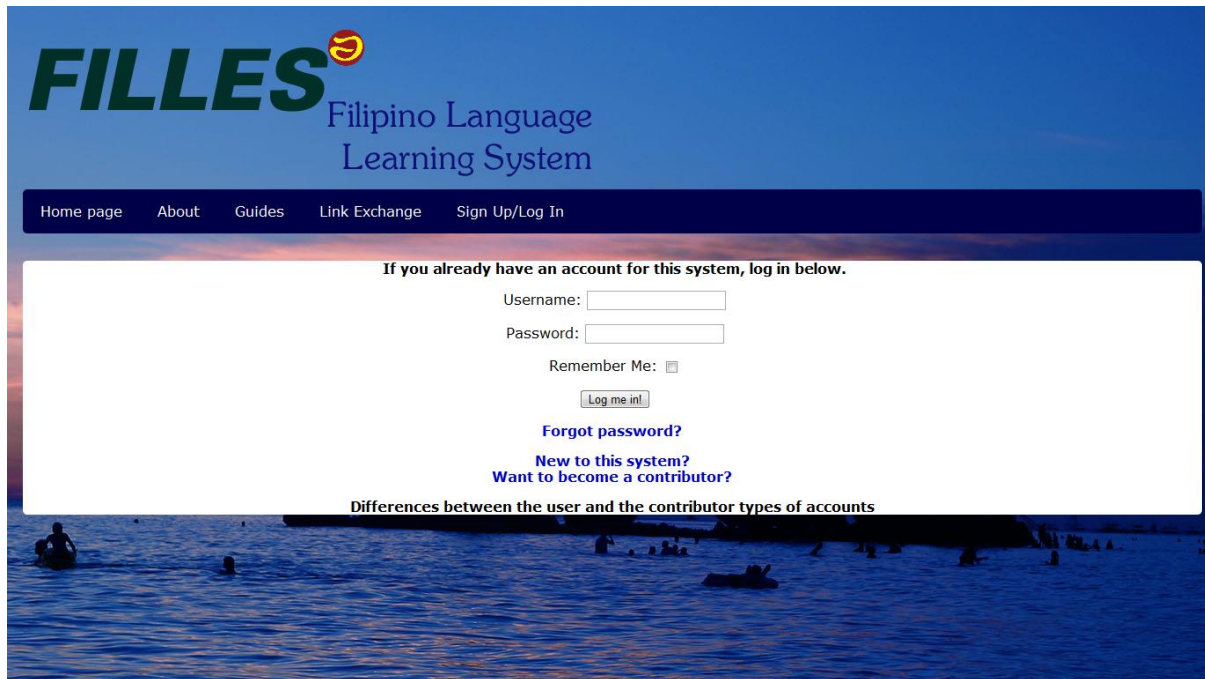 FILLES
Filipino Language
Learning System
Home page About Guides Link Exchange Sign Up/Log In
If you already have an account for this system, log in below.
Username:
Password:
Remember Me:
Log me in!
Forgot password?
New to this system?
Want to become a contributor?
Differences between the user and the contributor types of accounts